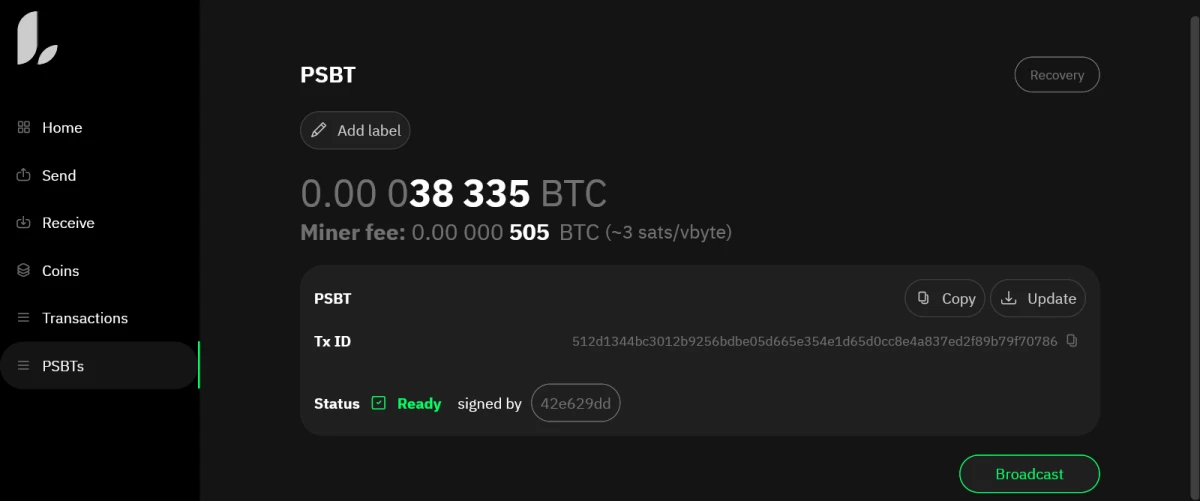 PSBT
Recovery
Home
Add label
Send
0.00 038 335 BTC
Receive
Miner fee: 0.00 000 505 BTC (~3 sats/vbyte)
Coins
PSBT
Copy
Update
Transactions
Tx ID
512d1344bc3012b9256bdbe05d665e354e1d65d0cc8e4a837ed2f89b79f70786
PSBTs
Status Ready signed by 42e629dd
Broadcast